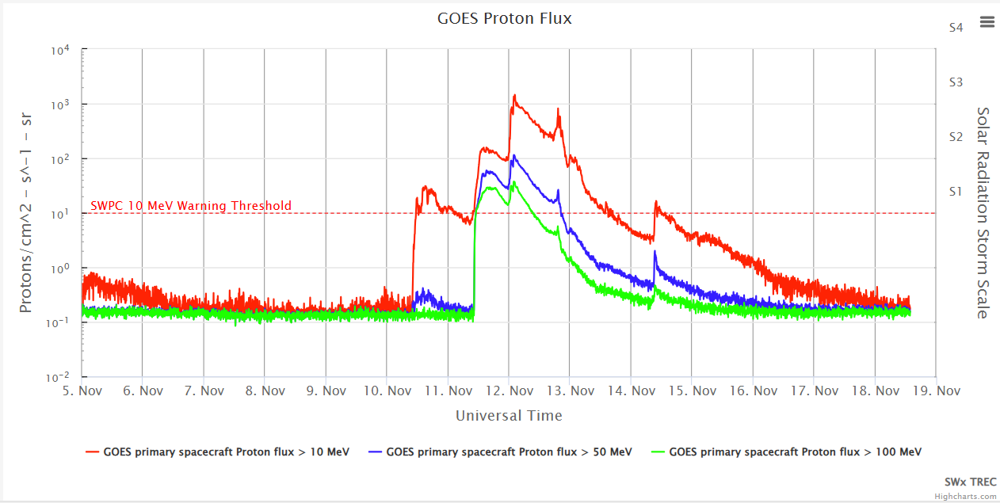 GOES Proton Flux
S4
10^4
S3
10^3
S2
10^2
S1
SWPC 10 MeV Warning Threshold
10^1
10^0
10^-1
10^-2
Protons/cm^2 - s^-1 - sr
Solar Radiation Storm Scale
5. Nov 6. Nov 7. Nov 8. Nov 9. Nov 10. Nov 11. Nov 12. Nov 13. Nov 14. Nov 15. Nov 16. Nov 17. Nov 18. Nov 19. Nov
Universal Time
GOES primary spacecraft Proton flux > 10 MeV GOES primary spacecraft Proton flux > 50 MeV GOES primary spacecraft Proton flux > 100 MeV
SWx TREC
Highcharts.com